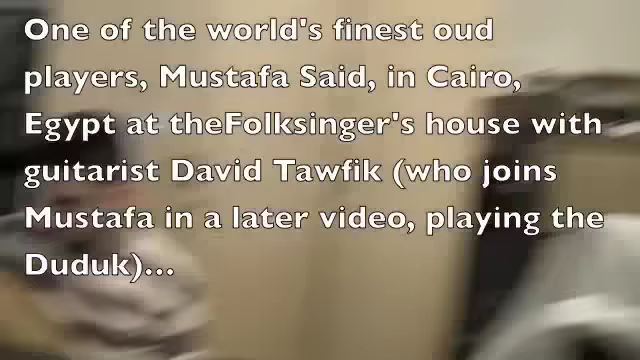 One of the world's finest oud
players, Mustafa Said, in Cairo,
Egypt at theFolksinger's house with
guitarist David Tawfik (who joins
Mustafa in a later video, playing the
Duduk)...